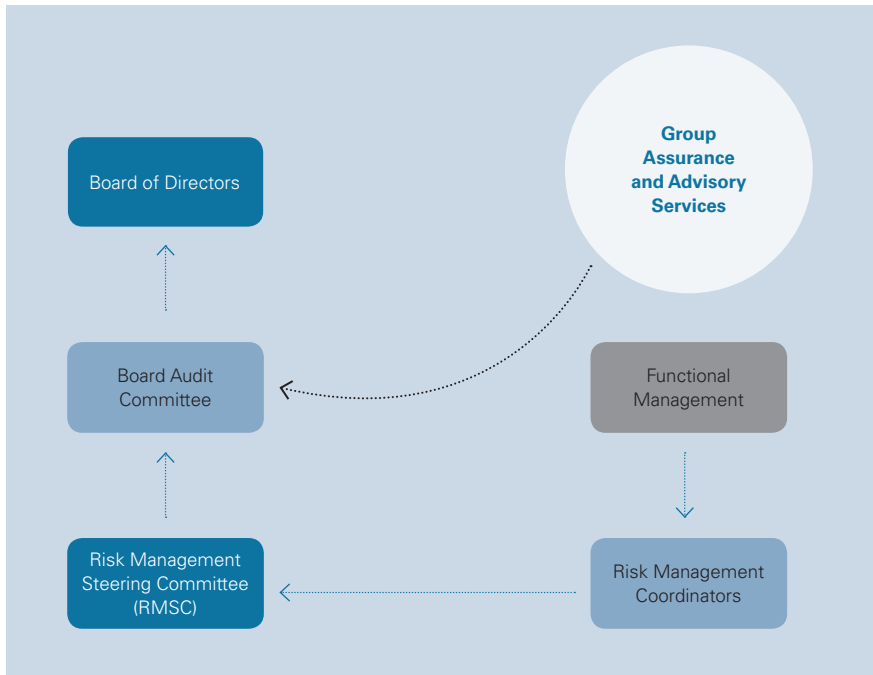 Group
Assurance
and Advisory
Services
Board of Directors
Board Audit
Committee
Functional
Management
Risk Management
Steering Committee
(RMSC)
Risk Management
Coordinators